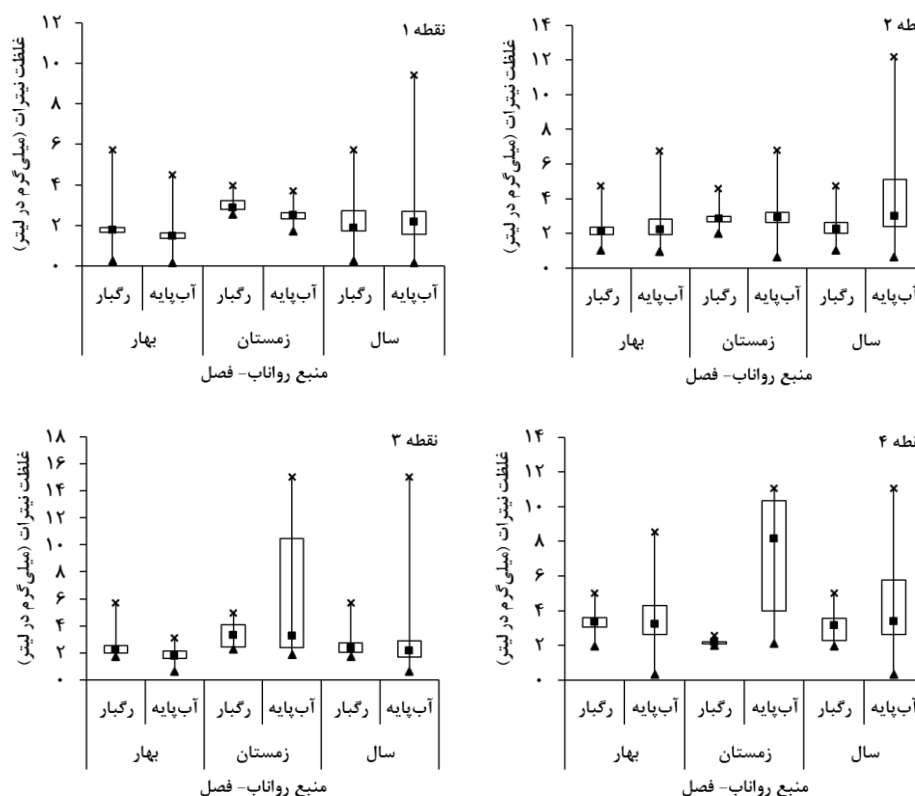 نقطه ۱
غلظت نیترات (میلی‌گرم در لیتر)
۱۲
۱۰
۸
۶
۴
۲
۰
رگبار آب‌پایه رگبار آب‌پایه رگبار آب‌پایه
بهار زمستان سال
منبع رواناب- فصل
قطه ۲
غلظت نیترات (میلی‌گرم در لیتر)
۱۴
۱۲
۱۰
۸
۶
۴
۲
۰
رگبار آب‌پایه رگبار آب‌پایه رگبار آب‌پایه
بهار زمستان سال
منبع رواناب- فصل
نقطه ۳
غلظت نیترات (میلی‌گرم در لیتر)
۱۸
۱۶
۱۴
۱۲
۱۰
۸
۶
۴
۲
۰
رگبار آب‌پایه رگبار آب‌پایه رگبار آب‌پایه
بهار زمستان سال
منبع رواناب- فصل
قطه ۴
غلظت نیترات (میلی‌گرم در لیتر)
۱۴
۱۲
۱۰
۸
۶
۴
۲
۰
رگبار آب‌پایه رگبار آب‌پایه رگبار آب‌پایه
بهار زمستان سال
منبع رواناب- فصل